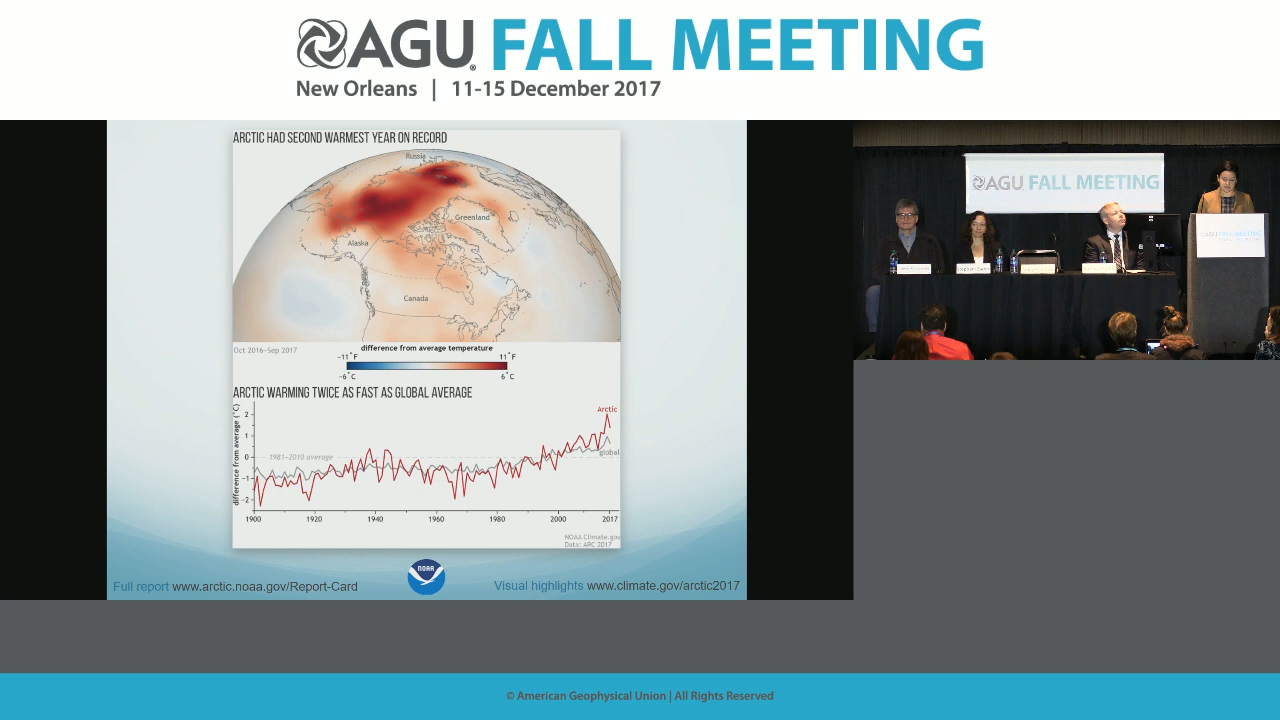 AGU FALL MEETING
New Orleans | 11-15 December 2017
ARCTIC HAD SECOND WARMEST YEAR ON RECORD
Russia
Greenland
Alaska
Canada
Oct 2016–Sep 2017
difference from average temperature
-11°F 11°F
-6°C 6°C
ARCTIC WARMING TWICE AS FAST AS GLOBAL AVERAGE
difference from average (°C)
Arctic
2
1
1981–2010 average
global
0
-1
-2
1900 1920 1940 1960 1980 2000 2017
NOAA Climate.gov
Data: ARC 2017
NOAA
Full report www.arctic.noaa.gov/Report-Card
Visual highlights www.climate.gov/arctic2017
AGU FALL MEETING
AGU FALL MEETING
© American Geophysical Union | All Rights Reserved